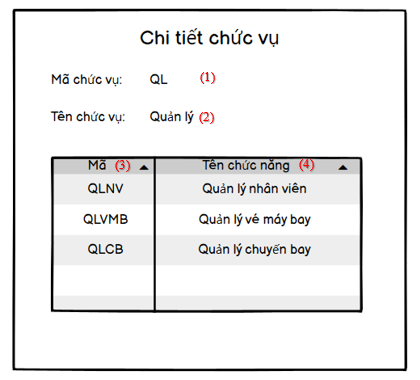 Chi tiết chức vụ
Mã chức vụ: QL (1)
Tên chức vụ: Quản lý (2)
Mã (3) Tên chức năng (4)
QLNV Quản lý nhân viên
QLVMB Quản lý vé máy bay
QLCB Quản lý chuyến bay